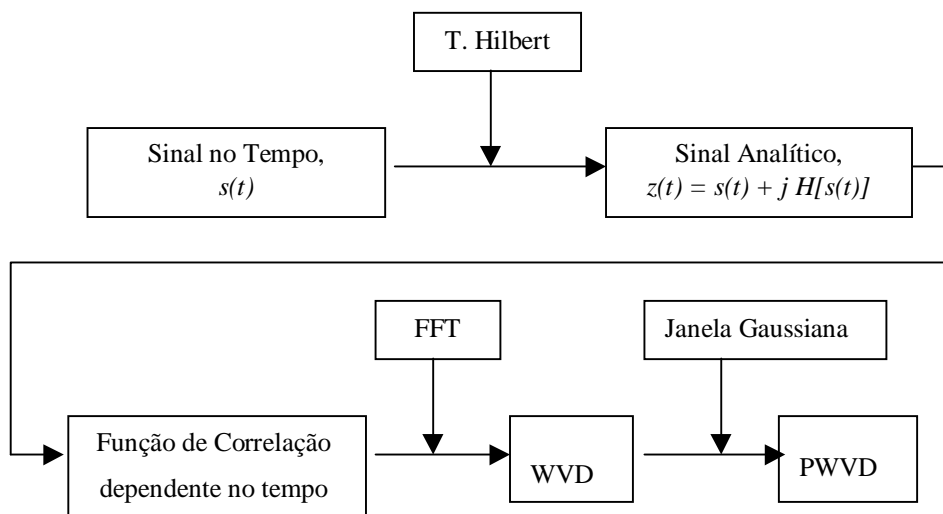 T. Hilbert
Sinal no Tempo,
s(t)
Sinal Analítico,
z(t) = s(t) + j H[s(t)]
FFT
Janela Gaussiana
Função de Correlação
dependente no tempo
WVD
PWVD